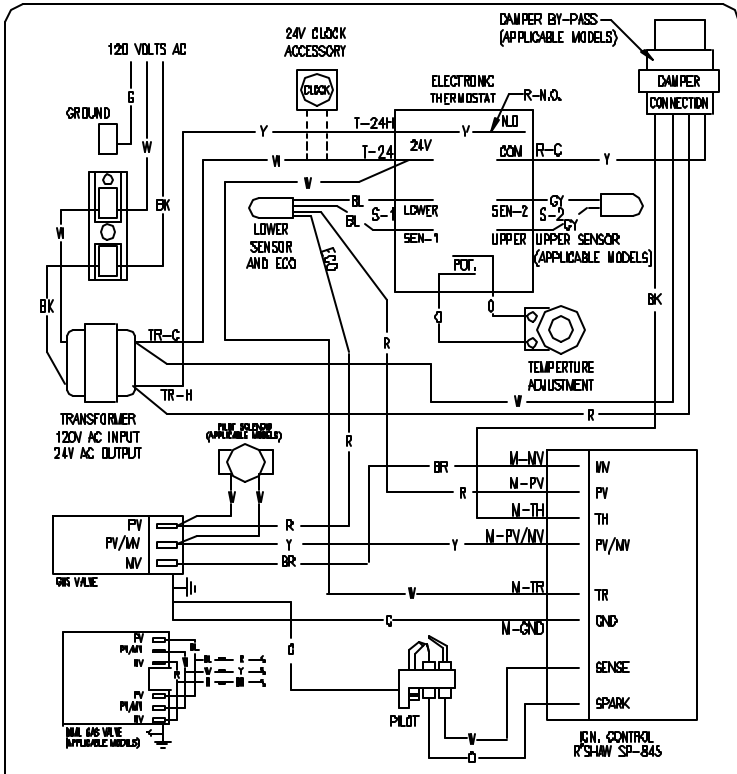 DAMPER BY-PASS
(APPLICABLE MODELS)
24V CLOCK
ACCESSORY
120 VOLTS AC
DAMPER
CONNECTION
CLOCK
ELECTRONIC
THERMOSTAT
R-N.O.
G
GROUND
T-24H
Y
Y
N.O
W
T-24
24V
COM
R-C
Y
W
W
BK
BL
S-1
LOWER
SEN-2
GY
S-2
BL
GY
SEN-1
UPPER
UPPER SENSOR
(APPLICABLE MODELS)
W
LOWER
SENSOR
AND ECO
ECO
POT.
BK
O
O
BK
R
TR-C
TEMPERTURE
ADJUSTMENT
TR-H
W
R
TRANSFORMER
120V AC INPUT
24V AC OUTPUT
PILOT SOLENOID
(APPLICABLE MODELS)
R
BR
M-MV
MV
W
W
R
M-PV
PV
M-TH
TH
PV
R
PV/MV
Y
Y
M-PV/MV
PV/MV
MV
BR
GAS VALVE
W
M-TR
TR
G
M-GND
GND
O
PV
PV/MV
MV
BL
R
W
Y
R
PV
PV/MV
MV
DUAL GAS VALVE
(APPLICABLE MODELS)
PILOT
SENSE
SPARK
W
O
IGN. CONTROL
R'SHAW SP-845